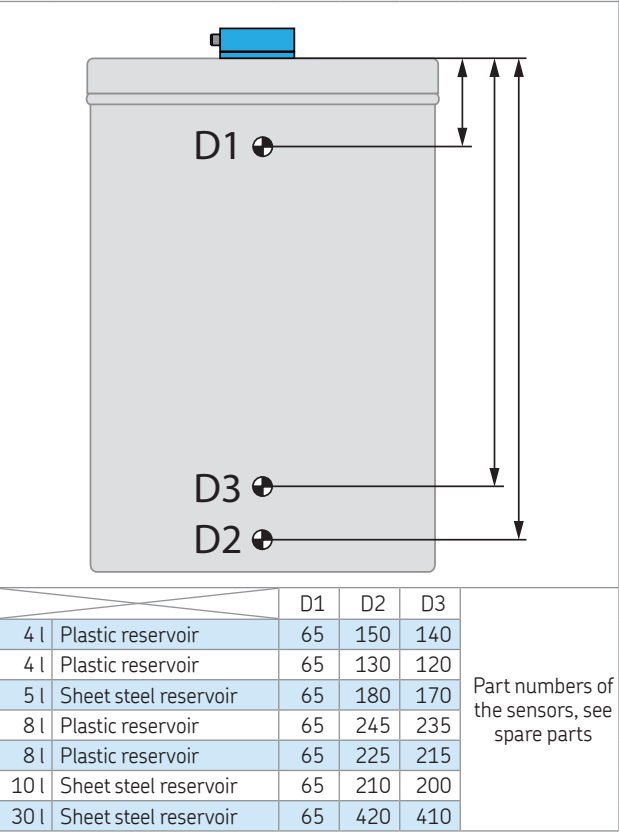 D1
D3
D2
D1 D2 D3
4 l Plastic reservoir 65 150 140
4 l Plastic reservoir 65 130 120
5 l Sheet steel reservoir 65 180 170
8 l Plastic reservoir 65 245 235
8 l Plastic reservoir 65 225 215
10 l Sheet steel reservoir 65 210 200
30 l Sheet steel reservoir 65 420 410
Part numbers of
the sensors, see
spare parts